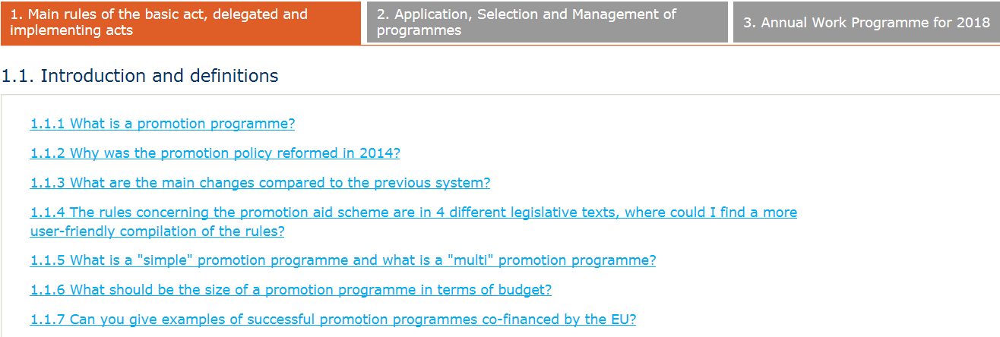 1. Main rules of the basic act, delegated and
implementing acts
2. Application, Selection and Management of
programmes
3. Annual Work Programme for 2018
1.1. Introduction and definitions
1.1.1 What is a promotion programme?
1.1.2 Why was the promotion policy reformed in 2014?
1.1.3 What are the main changes compared to the previous system?
1.1.4 The rules concerning the promotion aid scheme are in 4 different legislative texts, where could I find a more
user-friendly compilation of the rules?
1.1.5 What is a "simple" promotion programme and what is a "multi" promotion programme?
1.1.6 What should be the size of a promotion programme in terms of budget?
1.1.7 Can you give examples of successful promotion programmes co-financed by the EU?